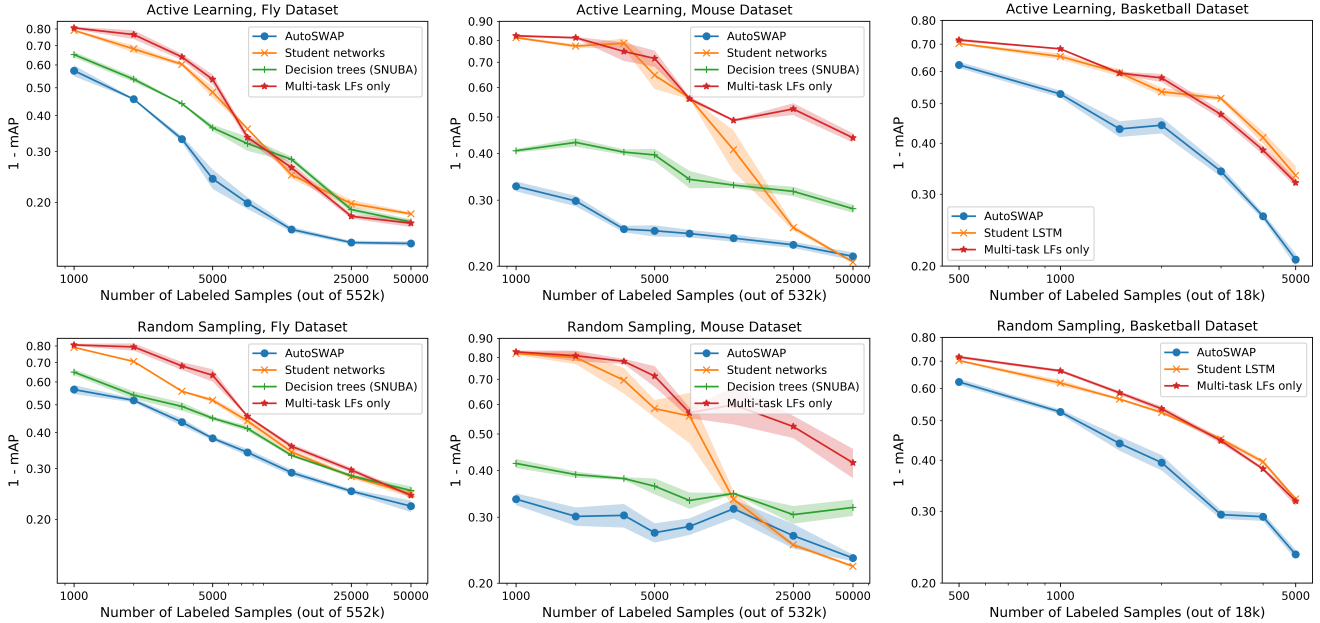 Active Learning, Fly Dataset
0.80
0.70
0.60
0.50
0.40
0.30
0.20
1 - mAP
AutoSWAP
Student networks
Decision trees (SNUBA)
Multi-task LFs only
1000
5000
25000
50000
Number of Labeled Samples (out of 552k)
Active Learning, Mouse Dataset
0.90
0.80
0.70
0.60
0.50
0.40
0.30
0.20
1 - mAP
AutoSWAP
Student networks
Decision trees (SNUBA)
Multi-task LFs only
1000
5000
25000
50000
Number of Labeled Samples (out of 532k)
Active Learning, Basketball Dataset
0.80
0.70
0.60
0.50
0.40
0.30
0.20
1 - mAP
AutoSWAP
Student LSTM
Multi-task LFs only
500
1000
5000
Number of Labeled Samples (out of 18k)
Random Sampling, Fly Dataset
0.80
0.70
0.60
0.50
0.40
0.30
0.20
1 - mAP
AutoSWAP
Student networks
Decision trees (SNUBA)
Multi-task LFs only
1000
5000
25000
50000
Number of Labeled Samples (out of 552k)
Random Sampling, Mouse Dataset
0.90
0.80
0.70
0.60
0.50
0.40
0.30
0.20
1 - mAP
AutoSWAP
Student networks
Decision trees (SNUBA)
Multi-task LFs only
1000
5000
25000
50000
Number of Labeled Samples (out of 532k)
Random Sampling, Basketball Dataset
0.80
0.70
0.60
0.50
0.40
0.30
0.20
1 - mAP
AutoSWAP
Student LSTM
Multi-task LFs only
500
1000
5000
Number of Labeled Samples (out of 18k)